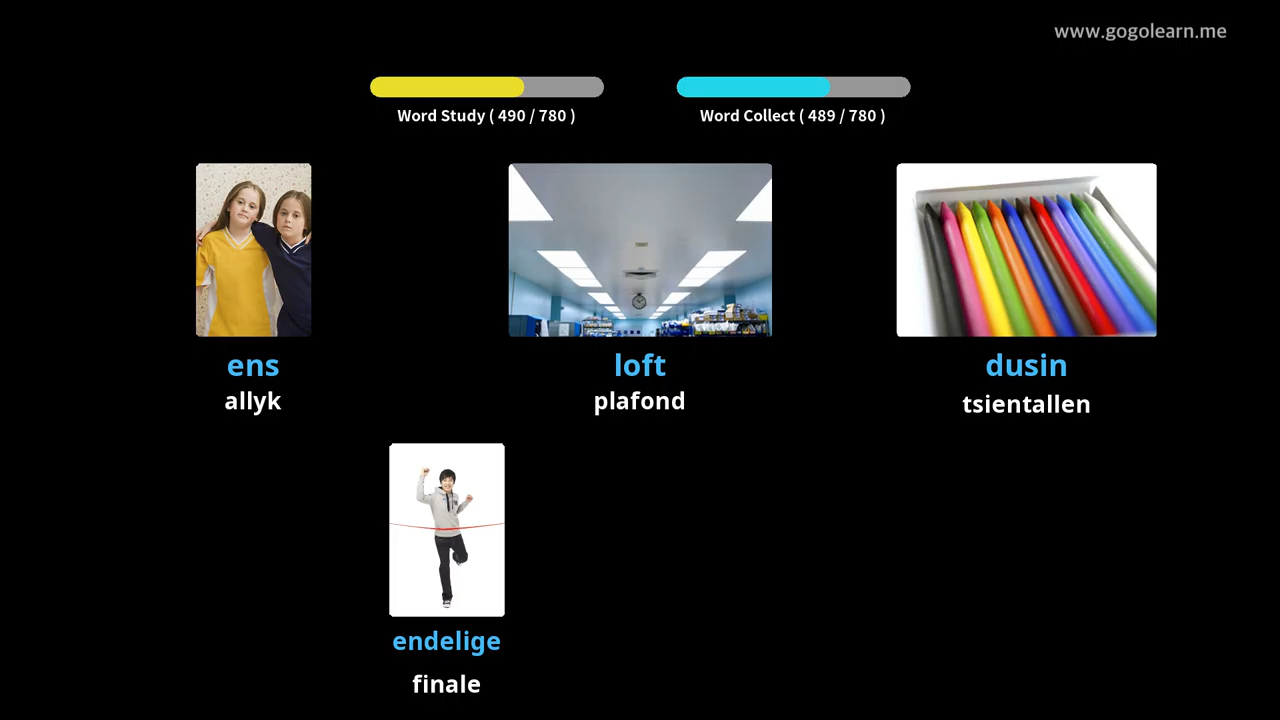 www.gogolearn.me
Word Study ( 490 / 780 )
Word Collect ( 489 / 780 )
ens
allyk
loft
plafond
dusin
tsientallen
endelige
finale